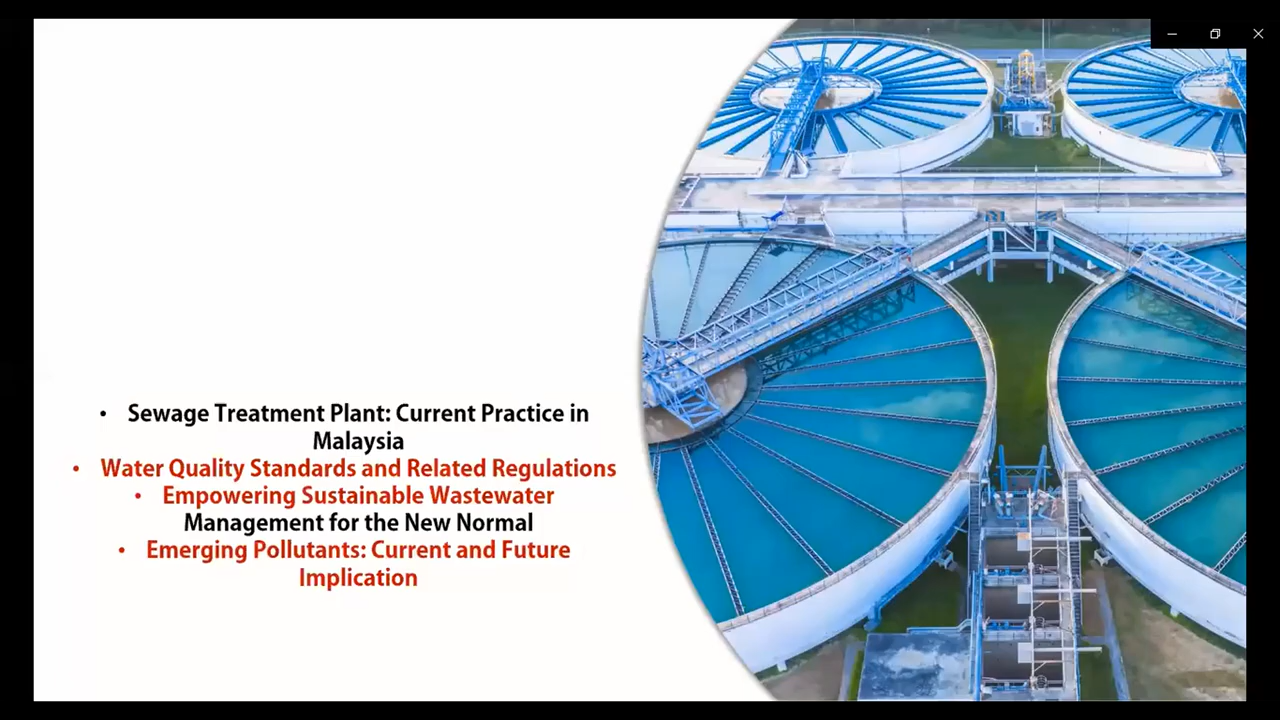 • Sewage Treatment Plant: Current Practice in
Malaysia
• Water Quality Standards and Related Regulations
• Empowering Sustainable Wastewater
Management for the New Normal
• Emerging Pollutants: Current and Future
Implication